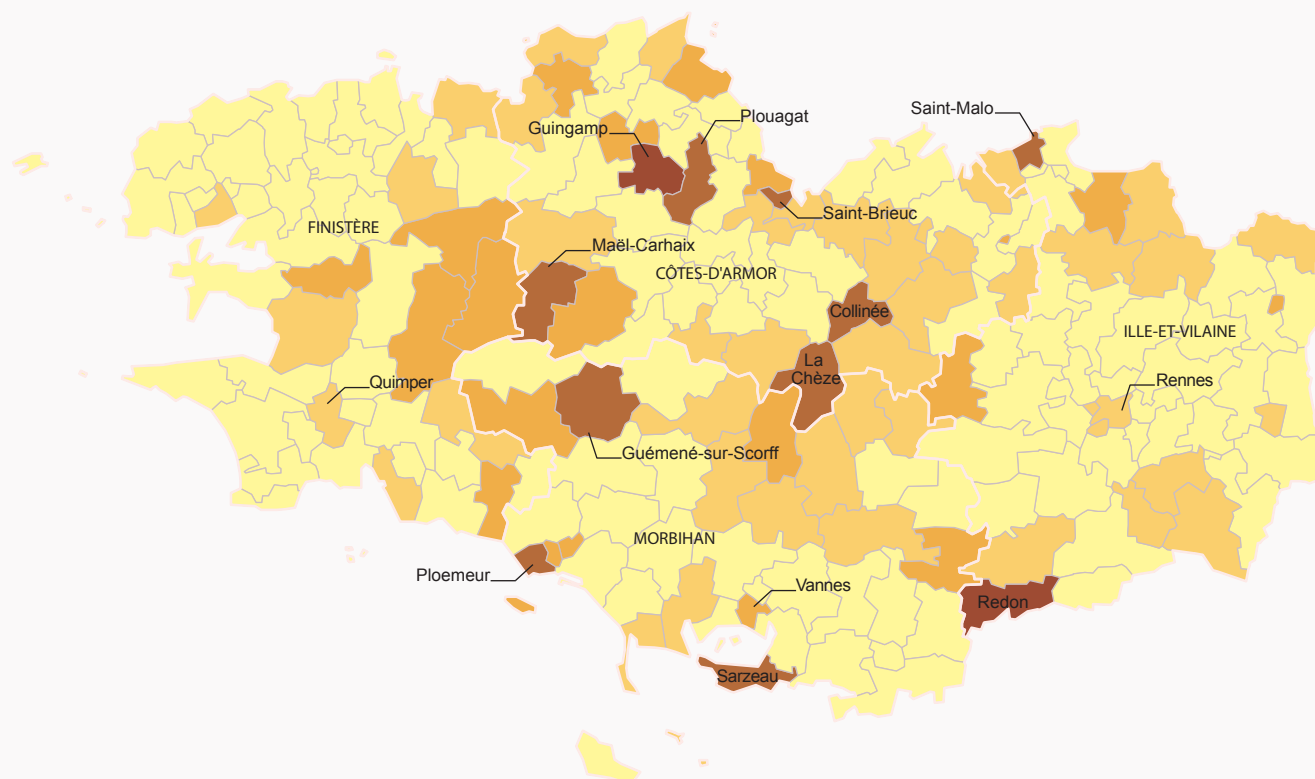 Saint-Malo
Plouagat
Guingamp
Saint-Brieuc
FINISTÈRE
Maël-Carhaix
CÔTES-D'ARMOR
Collinée
ILLE-ET-VILAINE
La
Chèze
Quimper
Rennes
Guémené-sur-Scorff
MORBIHAN
Ploemeur
Vannes
Redon
Sarzeau